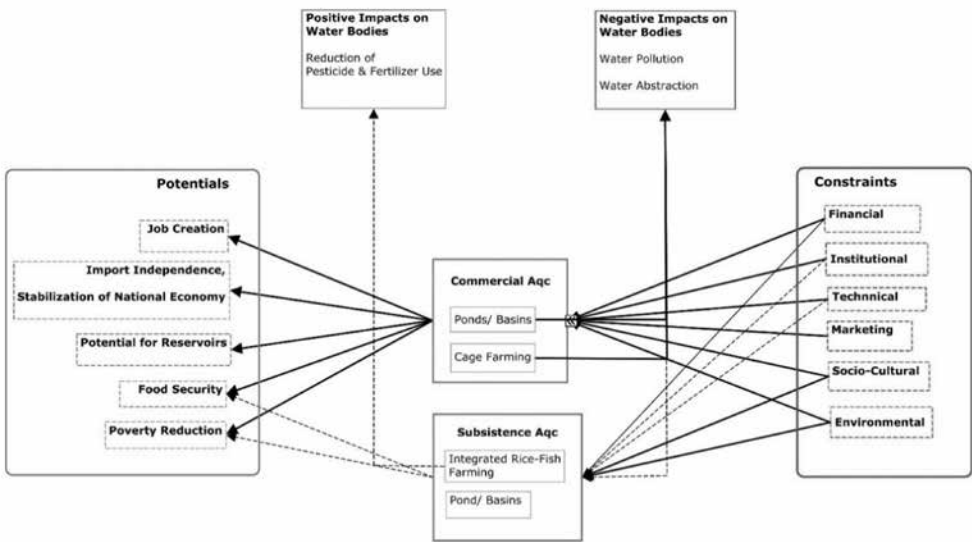 Positive Impacts on
Water Bodies
Reduction of
Pesticide & Fertilizer Use
Negative Impacts on
Water Bodies
Water Pollution
Water Abstraction
Potentials
Job Creation
Import Independence,
Stabilization of National Economy
Potential for Reservoirs
Food Security
Poverty Reduction
Commercial Aqc
Ponds/ Basins
Cage Farming
Subsistence Aqc
Integrated Rice-Fish
Farming
Pond/ Basins
Constraints
Financial
Institutional
Technnical
Marketing
Socio-Cultural
Environmental